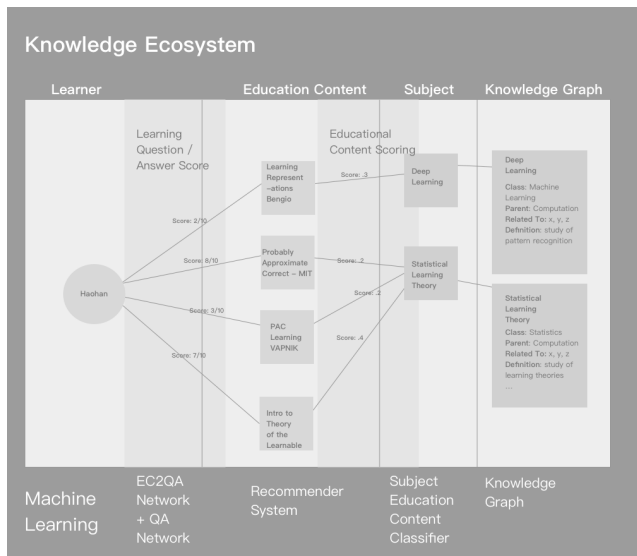 Knowledge Ecosystem
Learner
Education Content
Subject
Knowledge Graph
Learning
Question /
Answer Score
Educational
Content Scoring
Haohan
Score: 2/10
Score: 8/10
Score: 3/10
Score: 7/10
Learning
Represent
-ations
Bengio
Probably
Approximate
Correct – MIT
PAC
Learning
VAPNIK
Intro to
Theory
of the
Learnable
Score: .3
Score: .2
Score: .2
Score: .4
Deep
Learning
Statistical
Learning
Theory
Deep
Learning
Class: Machine
Learning
Parent: Computation
Related To: x, y, z
Definition: study of
pattern recognition
Statistical
Learning
Theory
Class: Statistics
Parent: Computation
Related To: x, y, z
Definition: study of
learning theories
...
Machine
Learning
EC2QA
Network
+ QA
Network
Recommender
System
Subject
Education
Content
Classifier
Knowledge
Graph